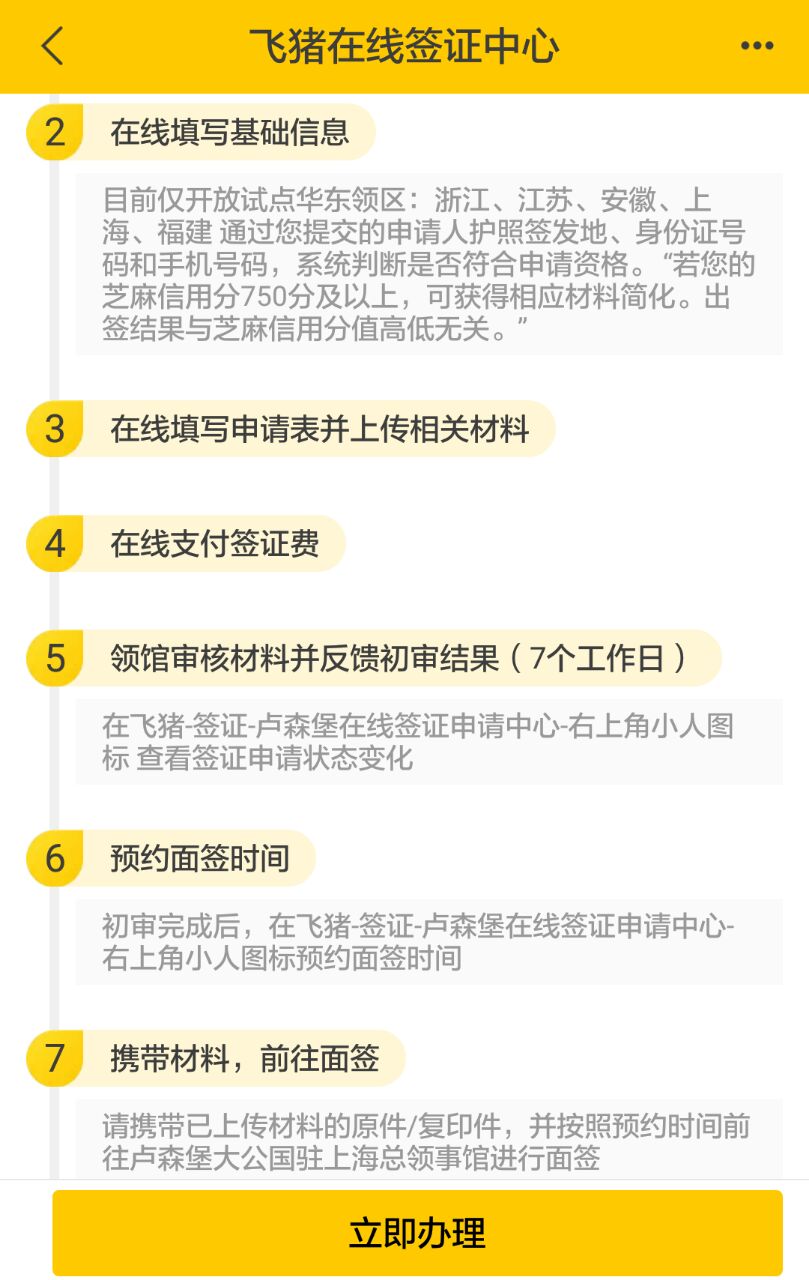 飞猪在线签证中心
2 在线填写基础信息
目前仅开放试点华东领区：浙江、江苏、安徽、上
海、福建 通过您提交的申请人护照签发地、身份证号
码和手机号码，系统判断是否符合申请资格。“若您的
芝麻信用分750分及以上，可获得相应材料简化。出
签结果与芝麻信用分值高低无关。”
3 在线填写申请表并上传相关材料
4 在线支付签证费
5 领馆审核材料并反馈初审结果（7个工作日）
在飞猪-签证-卢森堡在线签证申请中心-右上角小人图
标 查看签证申请状态变化
6 预约面签时间
初审完成后，在飞猪-签证-卢森堡在线签证申请中心-
右上角小人图标预约面签时间
7 携带材料，前往面签
请携带已上传材料的原件/复印件，并按照预约时间前
往卢森堡大公国驻上海总领事馆进行面签
立即办理